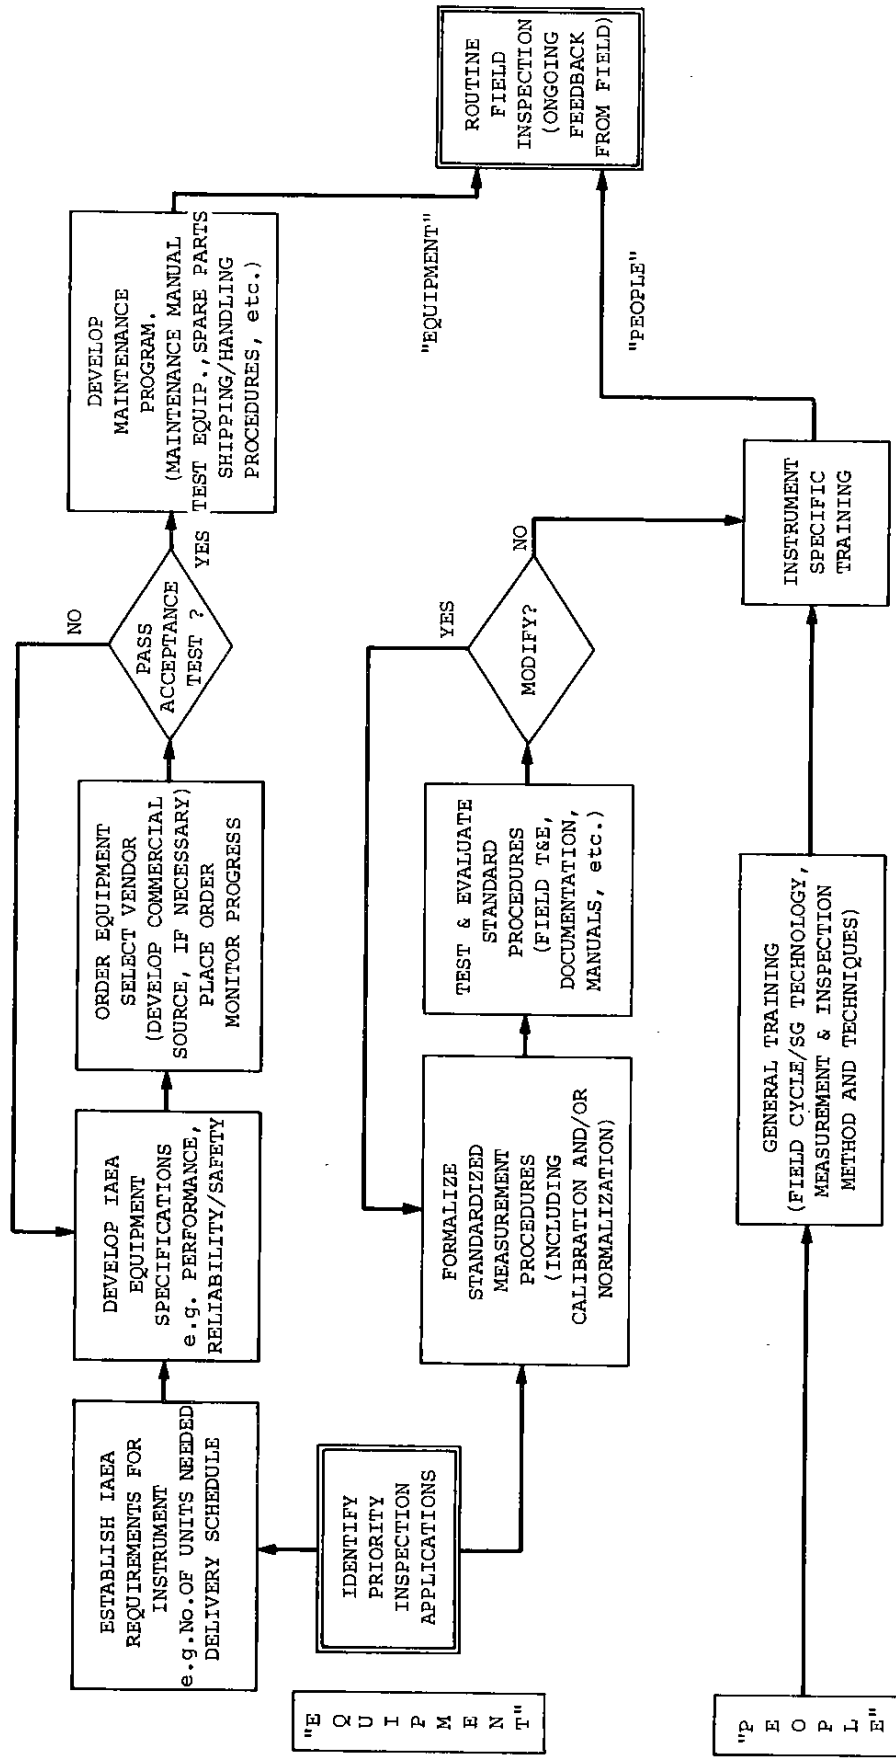 "E
Q
U
I
P
M
E
N
T"
ESTABLISH IAEA
REQUIREMENTS FOR
INSTRUMENT
e.g.No.OF UNITS NEEDED
DELIVERY SCHEDULE
DEVELOP IAEA
EQUIPMENT
SPECIFICATIONS
e.g. PERFORMANCE,
RELIABILITY/SAFETY
ORDER EQUIPMENT
SELECT VENDOR
(DEVELOP COMMERCIAL
SOURCE, IF NECESSARY)
PLACE ORDER
MONITOR PROGRESS
NO
PASS
ACCEPTANCE
TEST ?
YES
DEVELOP
MAINTENANCE
PROGRAM.
(MAINTENANCE MANUAL
TEST EQUIP.,SPARE PARTS
SHIPPING/HANDLING
PROCEDURES, etc.)
IDENTIFY
PRIORITY
INSPECTION
APPLICATIONS
FORMALIZE
STANDARDIZED
MEASUREMENT
PROCEDURES
(INCLUDING
CALIBRATION AND/OR
NORMALIZATION)
TEST & EVALUATE
STANDARD
PROCEDURES
(FIELD T&E,
DOCUMENTATION,
MANUALS, etc.)
YES
MODIFY?
NO
"EQUIPMENT"
ROUTINE
FIELD
INSPECTION
(ONGOING
FEEDBACK
FROM FIELD)
"PEOPLE"
"P
E
O
P
L
E"
GENERAL TRAINING
(FIELD CYCLE/SG TECHNOLOGY,
MEASUREMENT & INSPECTION
METHOD AND TECHNIQUES)
INSTRUMENT
SPECIFIC
TRAINING